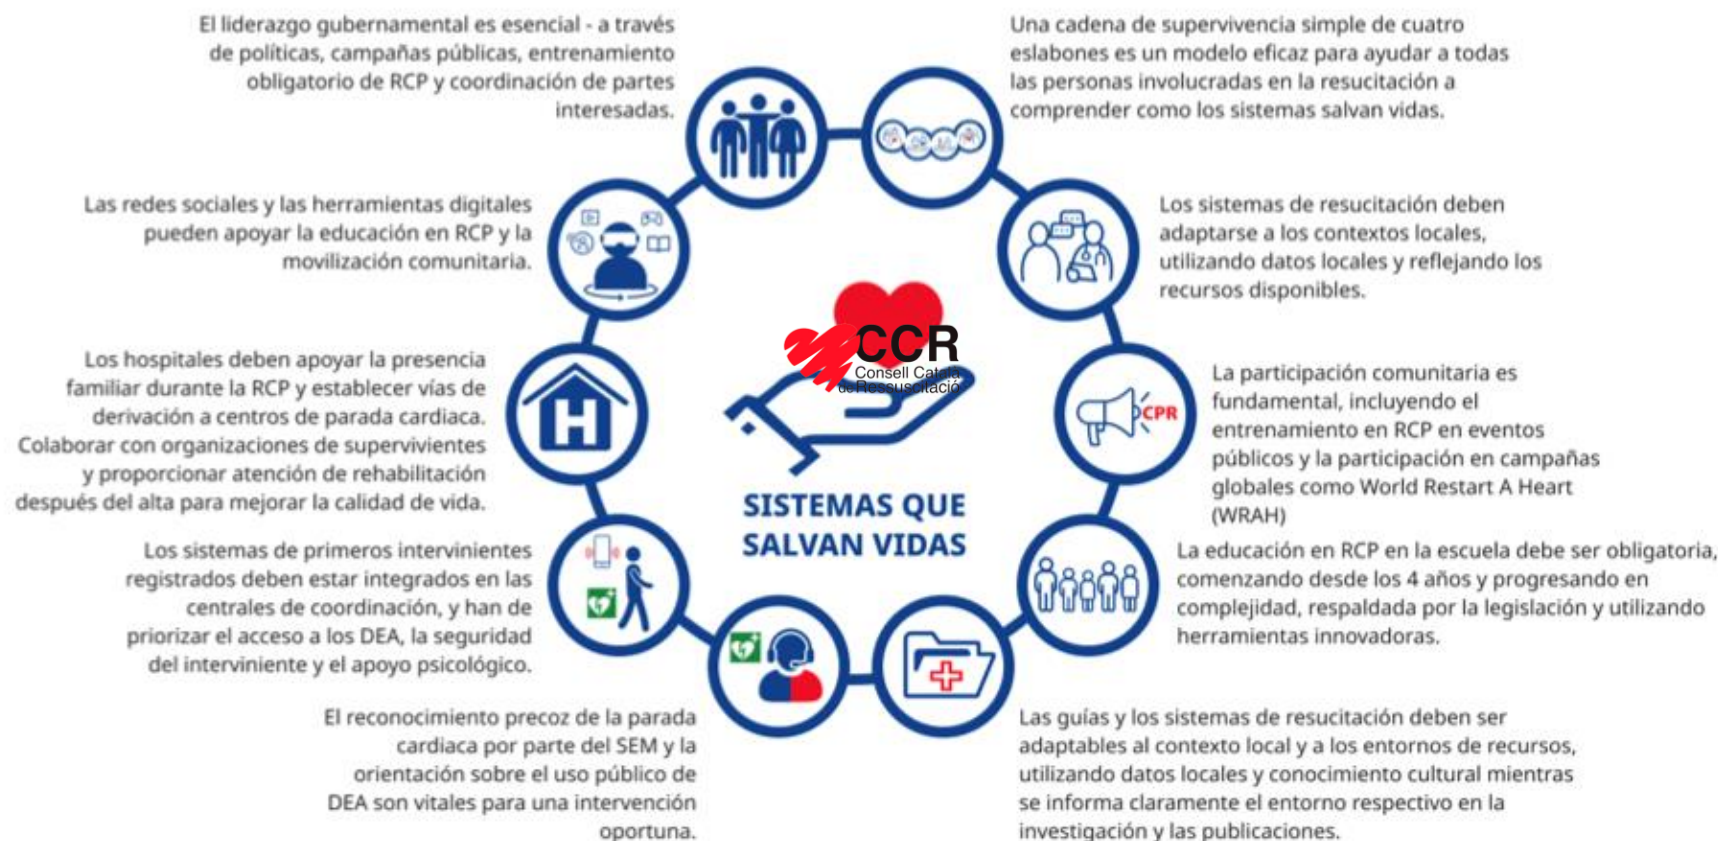 El liderazgo gubernamental es esencial - a través
de políticas, campañas públicas, entrenamiento
obligatorio de RCP y coordinación de partes
interesadas.
Una cadena de supervivencia simple de cuatro
eslabones es un modelo eficaz para ayudar a todas
las personas involucradas en la resucitación a
comprender como los sistemas salvan vidas.
Las redes sociales y las herramientas digitales
pueden apoyar la educación en RCP y la
movilización comunitaria.
Los sistemas de resucitación deben
adaptarse a los contextos locales,
utilizando datos locales y reflejando los
recursos disponibles.
Los hospitales deben apoyar la presencia
familiar durante la RCP y establecer vías de
derivación a centros de parada cardiaca.
Colaborar con organizaciones de supervivientes
y proporcionar atención de rehabilitación
después del alta para mejorar la calidad de vida.
H
CCR
Consell Català
de Ressuscitació
SISTEMAS QUE
SALVAN VIDAS
CPR
La participación comunitaria es
fundamental, incluyendo el
entrenamiento en RCP en eventos
públicos y la participación en campañas
globales como World Restart A Heart
(WRAH)
Los sistemas de primeros intervinientes
registrados deben estar integrados en las
centrales de coordinación, y han de
priorizar el acceso a los DEA, la seguridad
del interviniente y el apoyo psicológico.
La educación en RCP en la escuela debe ser obligatoria,
comenzando desde los 4 años y progresando en
complejidad, respaldada por la legislación y utilizando
herramientas innovadoras.
El reconocimiento precoz de la parada
cardiaca por parte del SEM y la
orientación sobre el uso público de
DEA son vitales para una intervención
oportuna.
Las guías y los sistemas de resucitación deben ser
adaptables al contexto local y a los entornos de recursos,
utilizando datos locales y conocimiento cultural mientras
se informa claramente el entorno respectivo en la
investigación y las publicaciones.